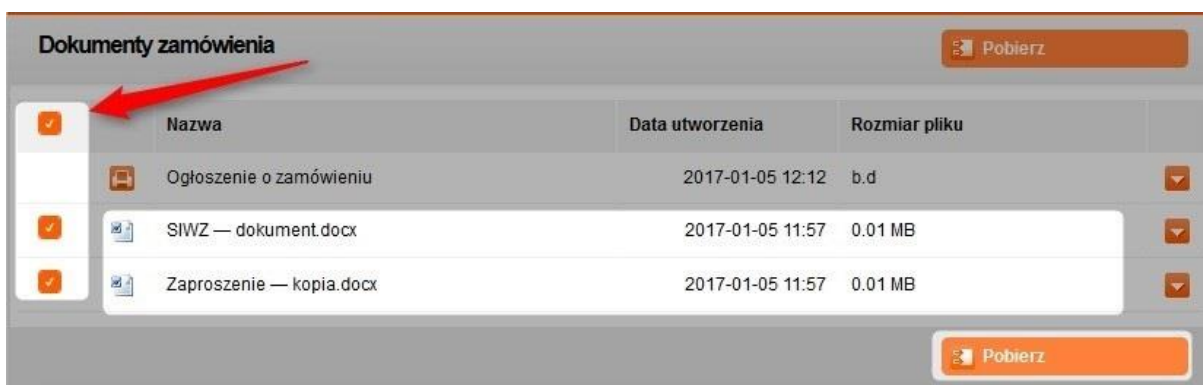 Dokumenty zamówienia
Pobierz
Nazwa Data utworzenia Rozmiar pliku
Ogłoszenie o zamówieniu 2017-01-05 12:12 b.d
SIWZ — dokument.docx 2017-01-05 11:57 0.01 MB
Zaproszenie — kopia.docx 2017-01-05 11:57 0.01 MB
Pobierz